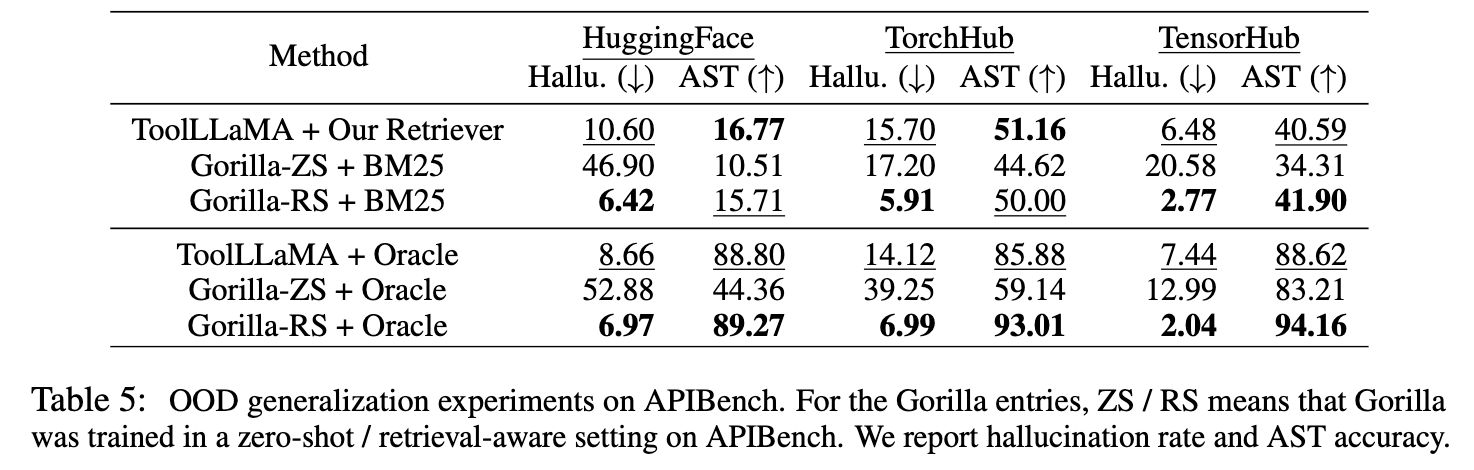 Method HuggingFace TorchHub TensorHub
Hallu. (↓) AST (↑) Hallu. (↓) AST (↑) Hallu. (↓) AST (↑)
ToolLLaMA + Our Retriever 10.60 16.77 15.70 51.16 6.48 40.59
Gorilla-ZS + BM25 46.90 10.51 17.20 44.62 20.58 34.31
Gorilla-RS + BM25 6.42 15.71 5.91 50.00 2.77 41.90
ToolLLaMA + Oracle 8.66 88.80 14.12 85.88 7.44 88.62
Gorilla-ZS + Oracle 52.88 44.36 39.25 59.14 12.99 83.21
Gorilla-RS + Oracle 6.97 89.27 6.99 93.01 2.04 94.16
Table 5: OOD generalization experiments on APIBench. For the Gorilla entries, ZS / RS means that Gorilla
was trained in a zero-shot / retrieval-aware setting on APIBench. We report hallucination rate and AST accuracy.